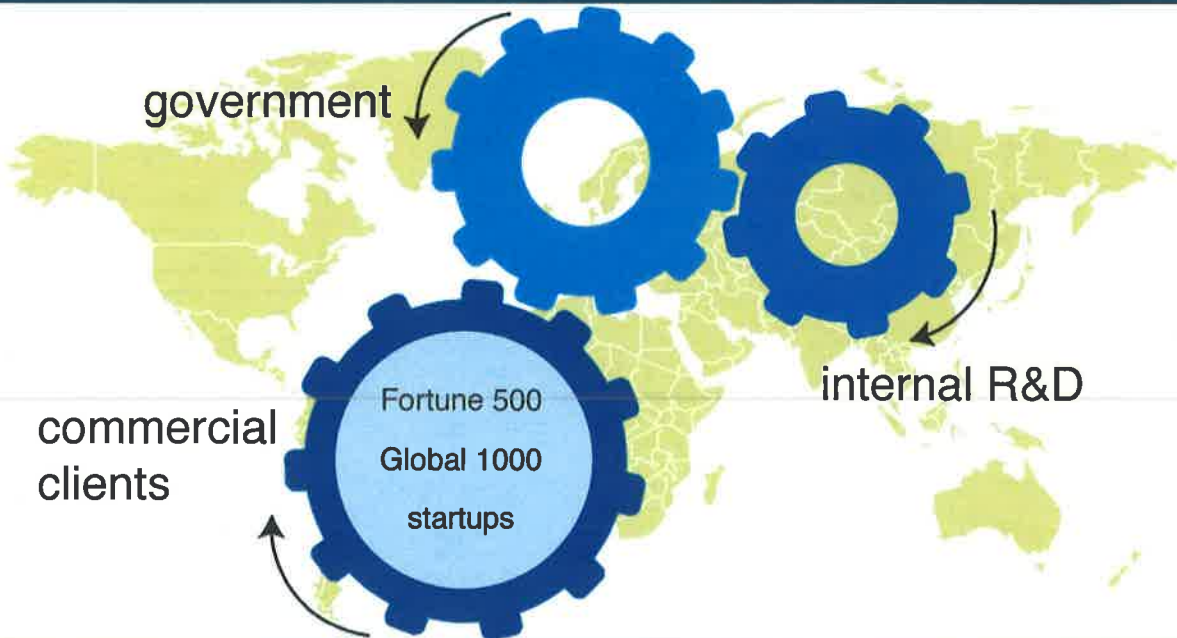 government
internal R&D
commercial
clients
Fortune 500
Global 1000
startups